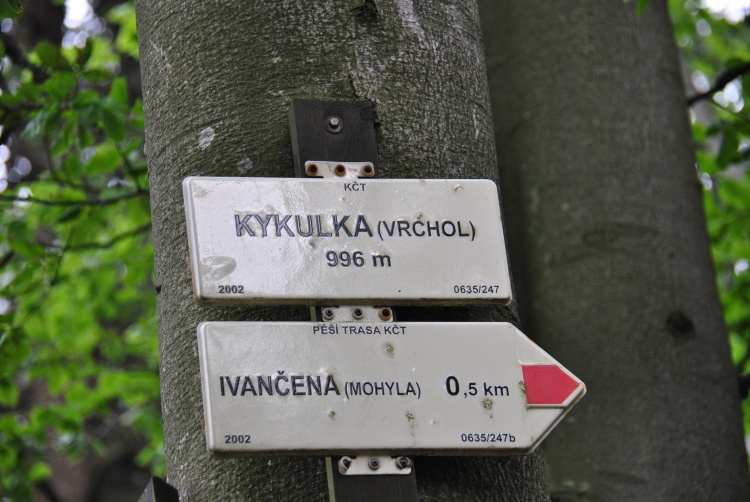 KČT
KYKULKA (VRCHOL)
996 m
2002 0635/247
PĚŠÍ TRASA KČT
IVANČENA (MOHYLA) 0,5 km
2002 0635/247b